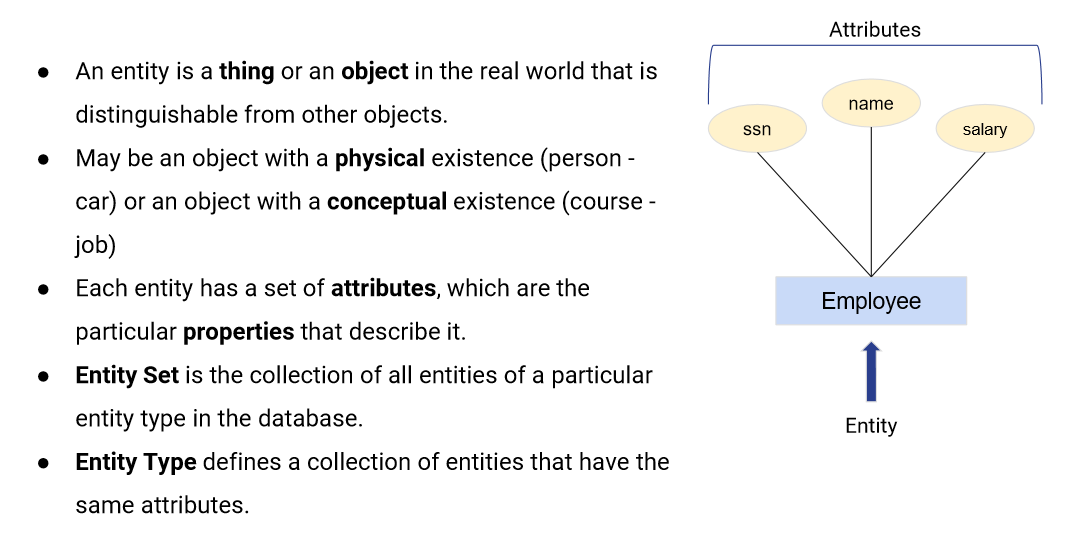 ● An entity is a thing or an object in the real world that is
distinguishable from other objects.
● May be an object with a physical existence (person -
car) or an object with a conceptual existence (course -
job)
● Each entity has a set of attributes, which are the
particular properties that describe it.
● Entity Set is the collection of all entities of a particular
entity type in the database.
● Entity Type defines a collection of entities that have the
same attributes.
Attributes
ssn
name
salary
Employee
Entity